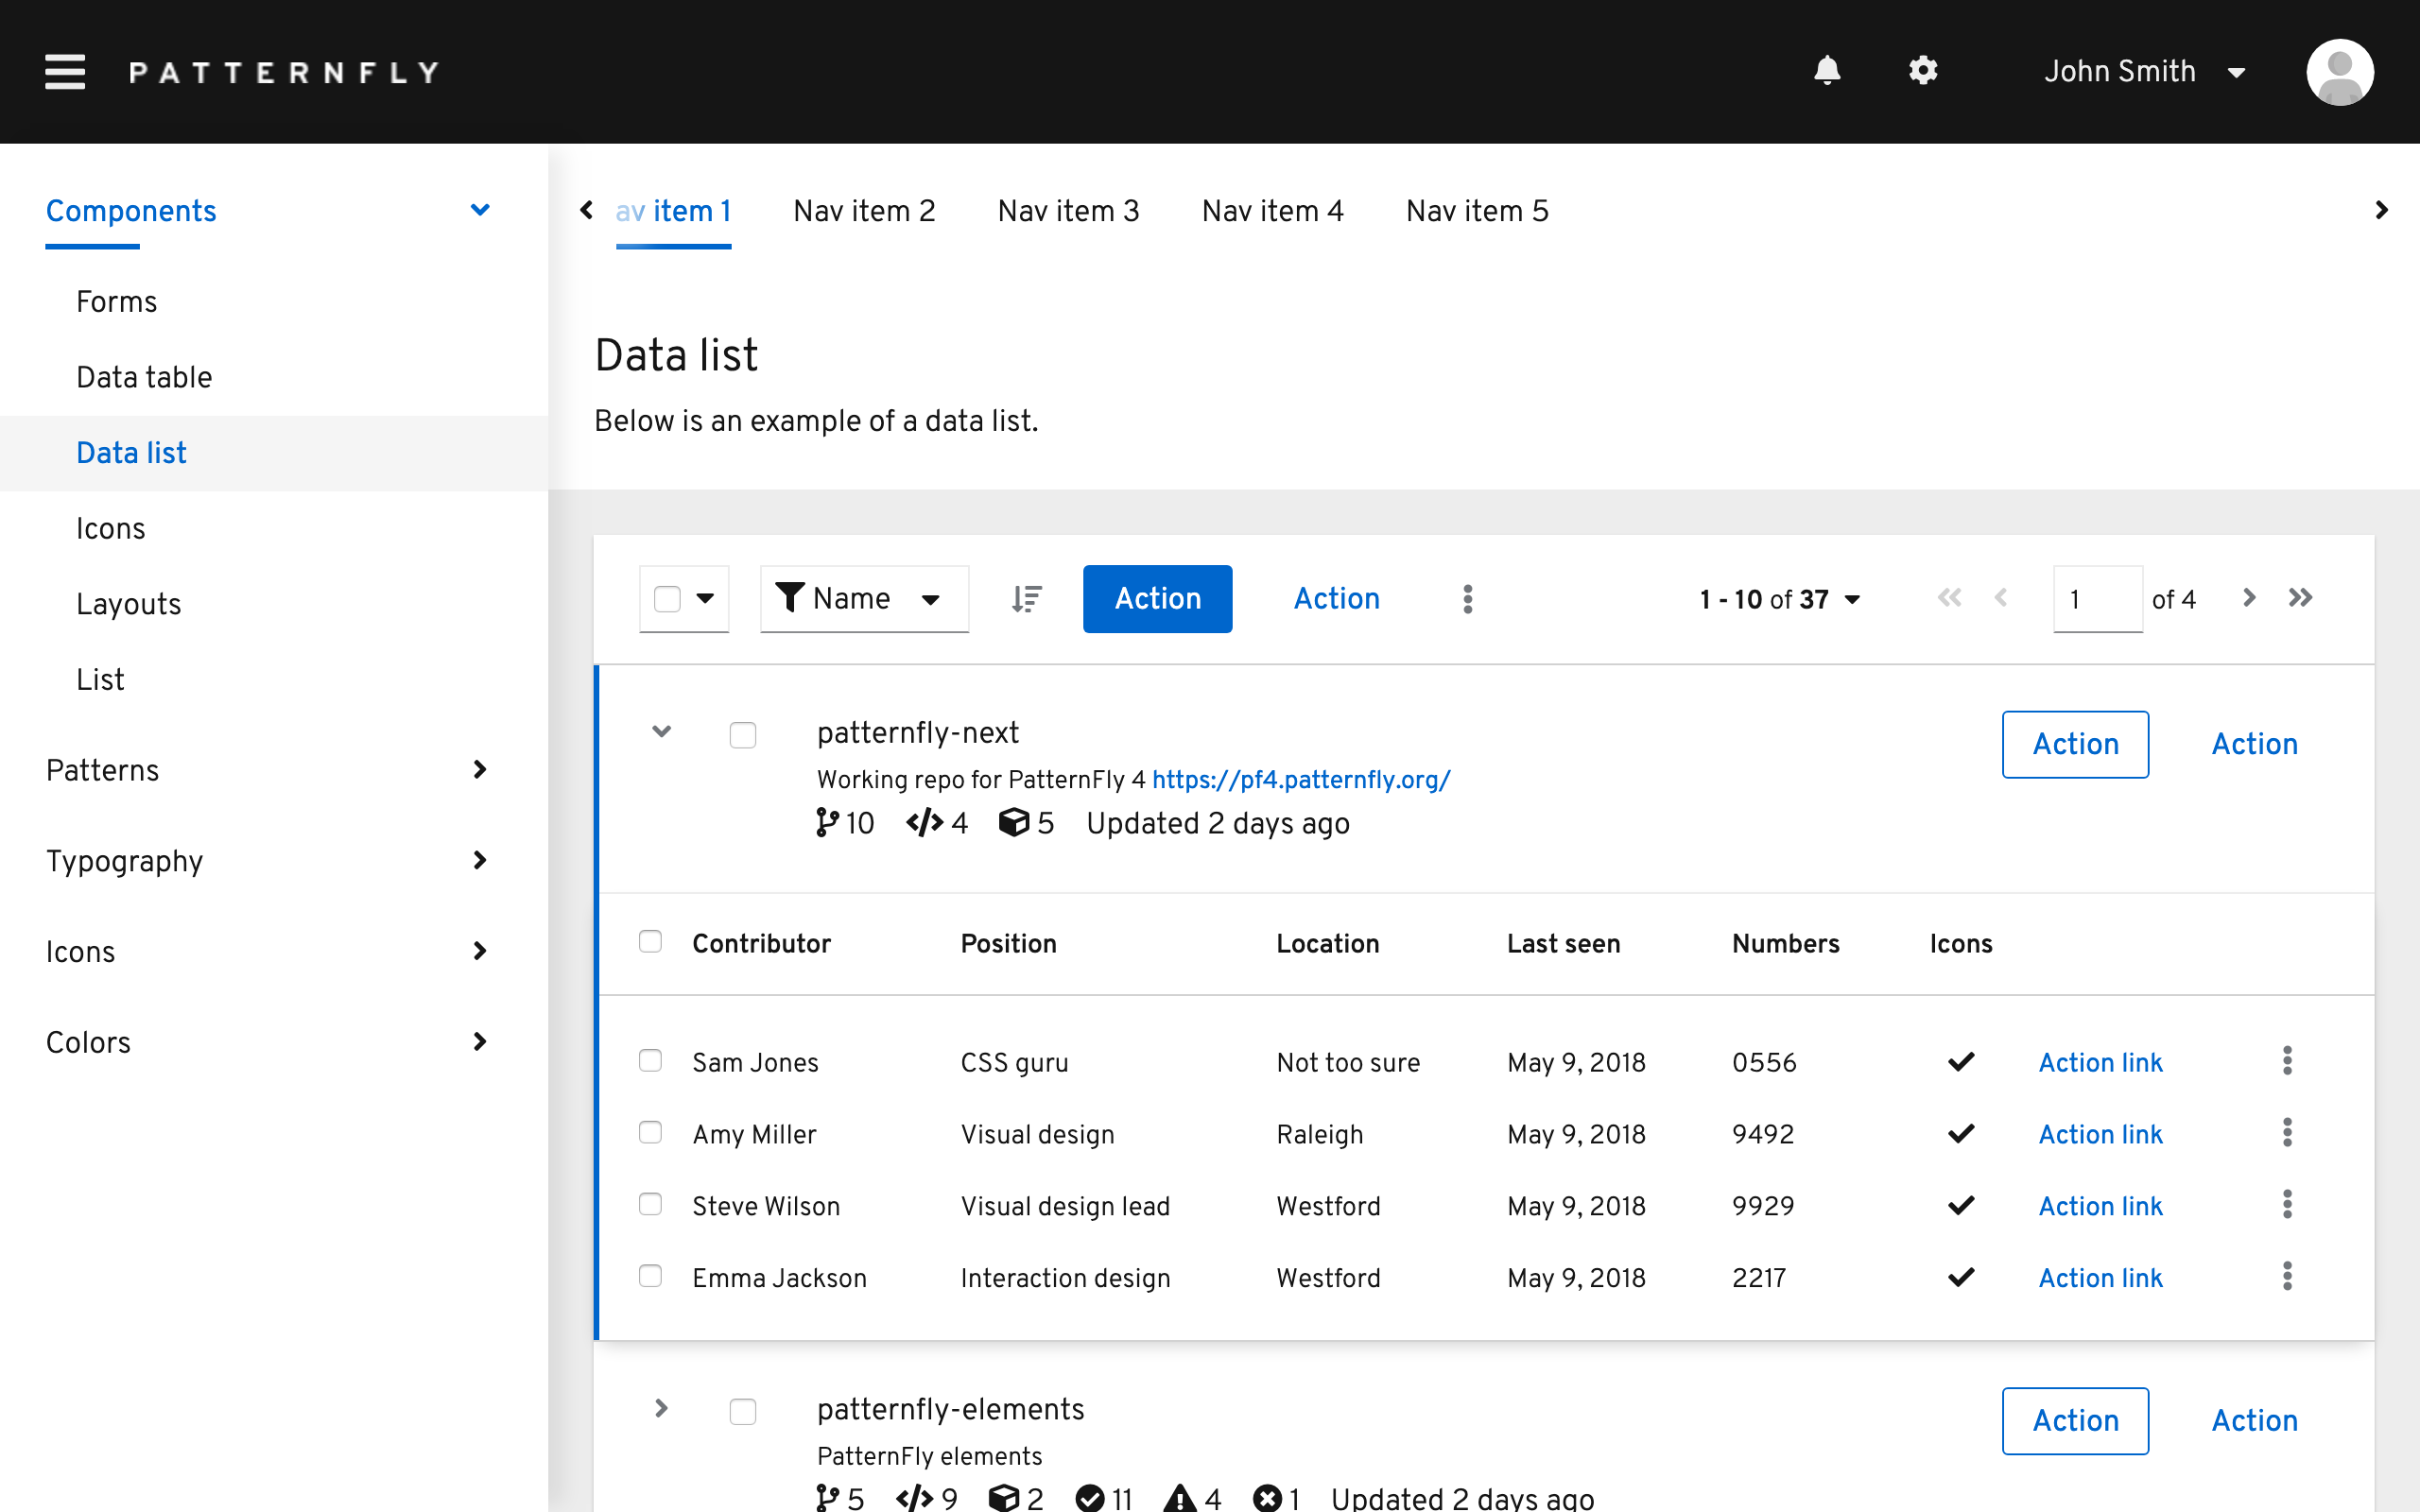 PATTERNFLY John Smith
Components
Forms
Data table
Data list
Icons
Layouts
List
Patterns
Typography
Icons
Colors
av item 1 Nav item 2 Nav item 3 Nav item 4 Nav item 5
Data list
Below is an example of a data list.
Name Action Action 1 - 10 of 37 1 of 4
patternfly-next Action Action
Working repo for PatternFly 4 https://pf4.patternfly.org/
10 4 5 Updated 2 days ago
Contributor Position Location Last seen Numbers Icons
Sam Jones CSS guru Not too sure May 9, 2018 0556 Action link
Amy Miller Visual design Raleigh May 9, 2018 9492 Action link
Steve Wilson Visual design lead Westford May 9, 2018 9929 Action link
Emma Jackson Interaction design Westford May 9, 2018 2217 Action link
patternfly-elements Action Action
PatternFly elements
5 9 2 11 4 1 Updated 2 days ago